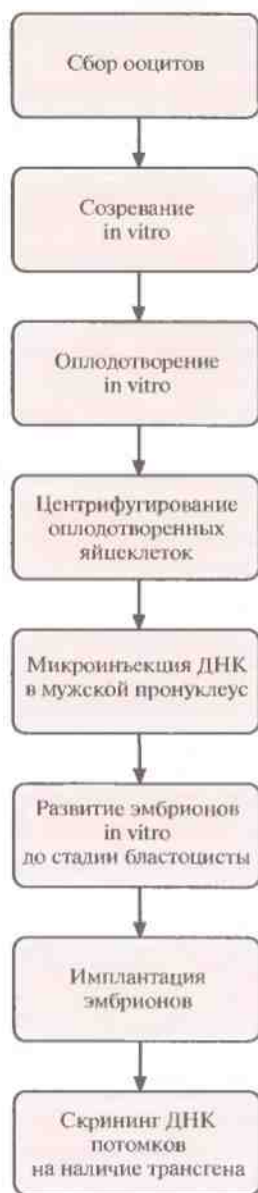 Сбор ооцитов
Созревание
in vitro
Оплодотворение
in vitro
Центрифугирование
оплодотворенных
яйцеклеток
Микроинъекция ДНК
в мужской пронуклеус
Развитие эмбрионов
in vitro
до стадии бластоцисты
Имплантация
эмбрионов
Скрининг ДНК
потомков
на наличие трансгена